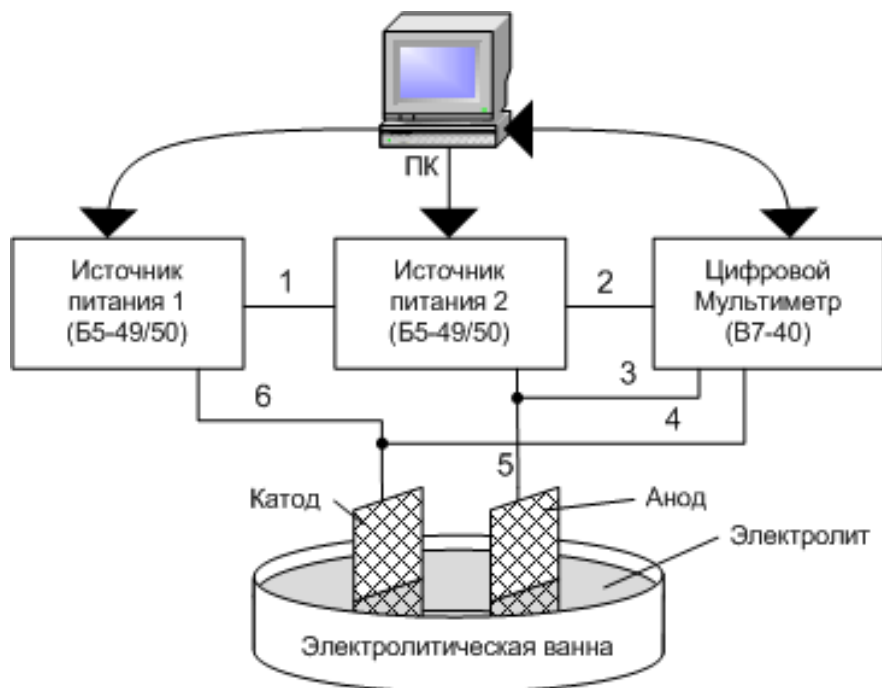 ПК
Источник
питания 1
(Б5-49/50)
1
Источник
питания 2
(Б5-49/50)
2
Цифровой
Мультиметр
(В7-40)
3
6
4
5
Катод
Анод
Электролит
Электролитическая ванна